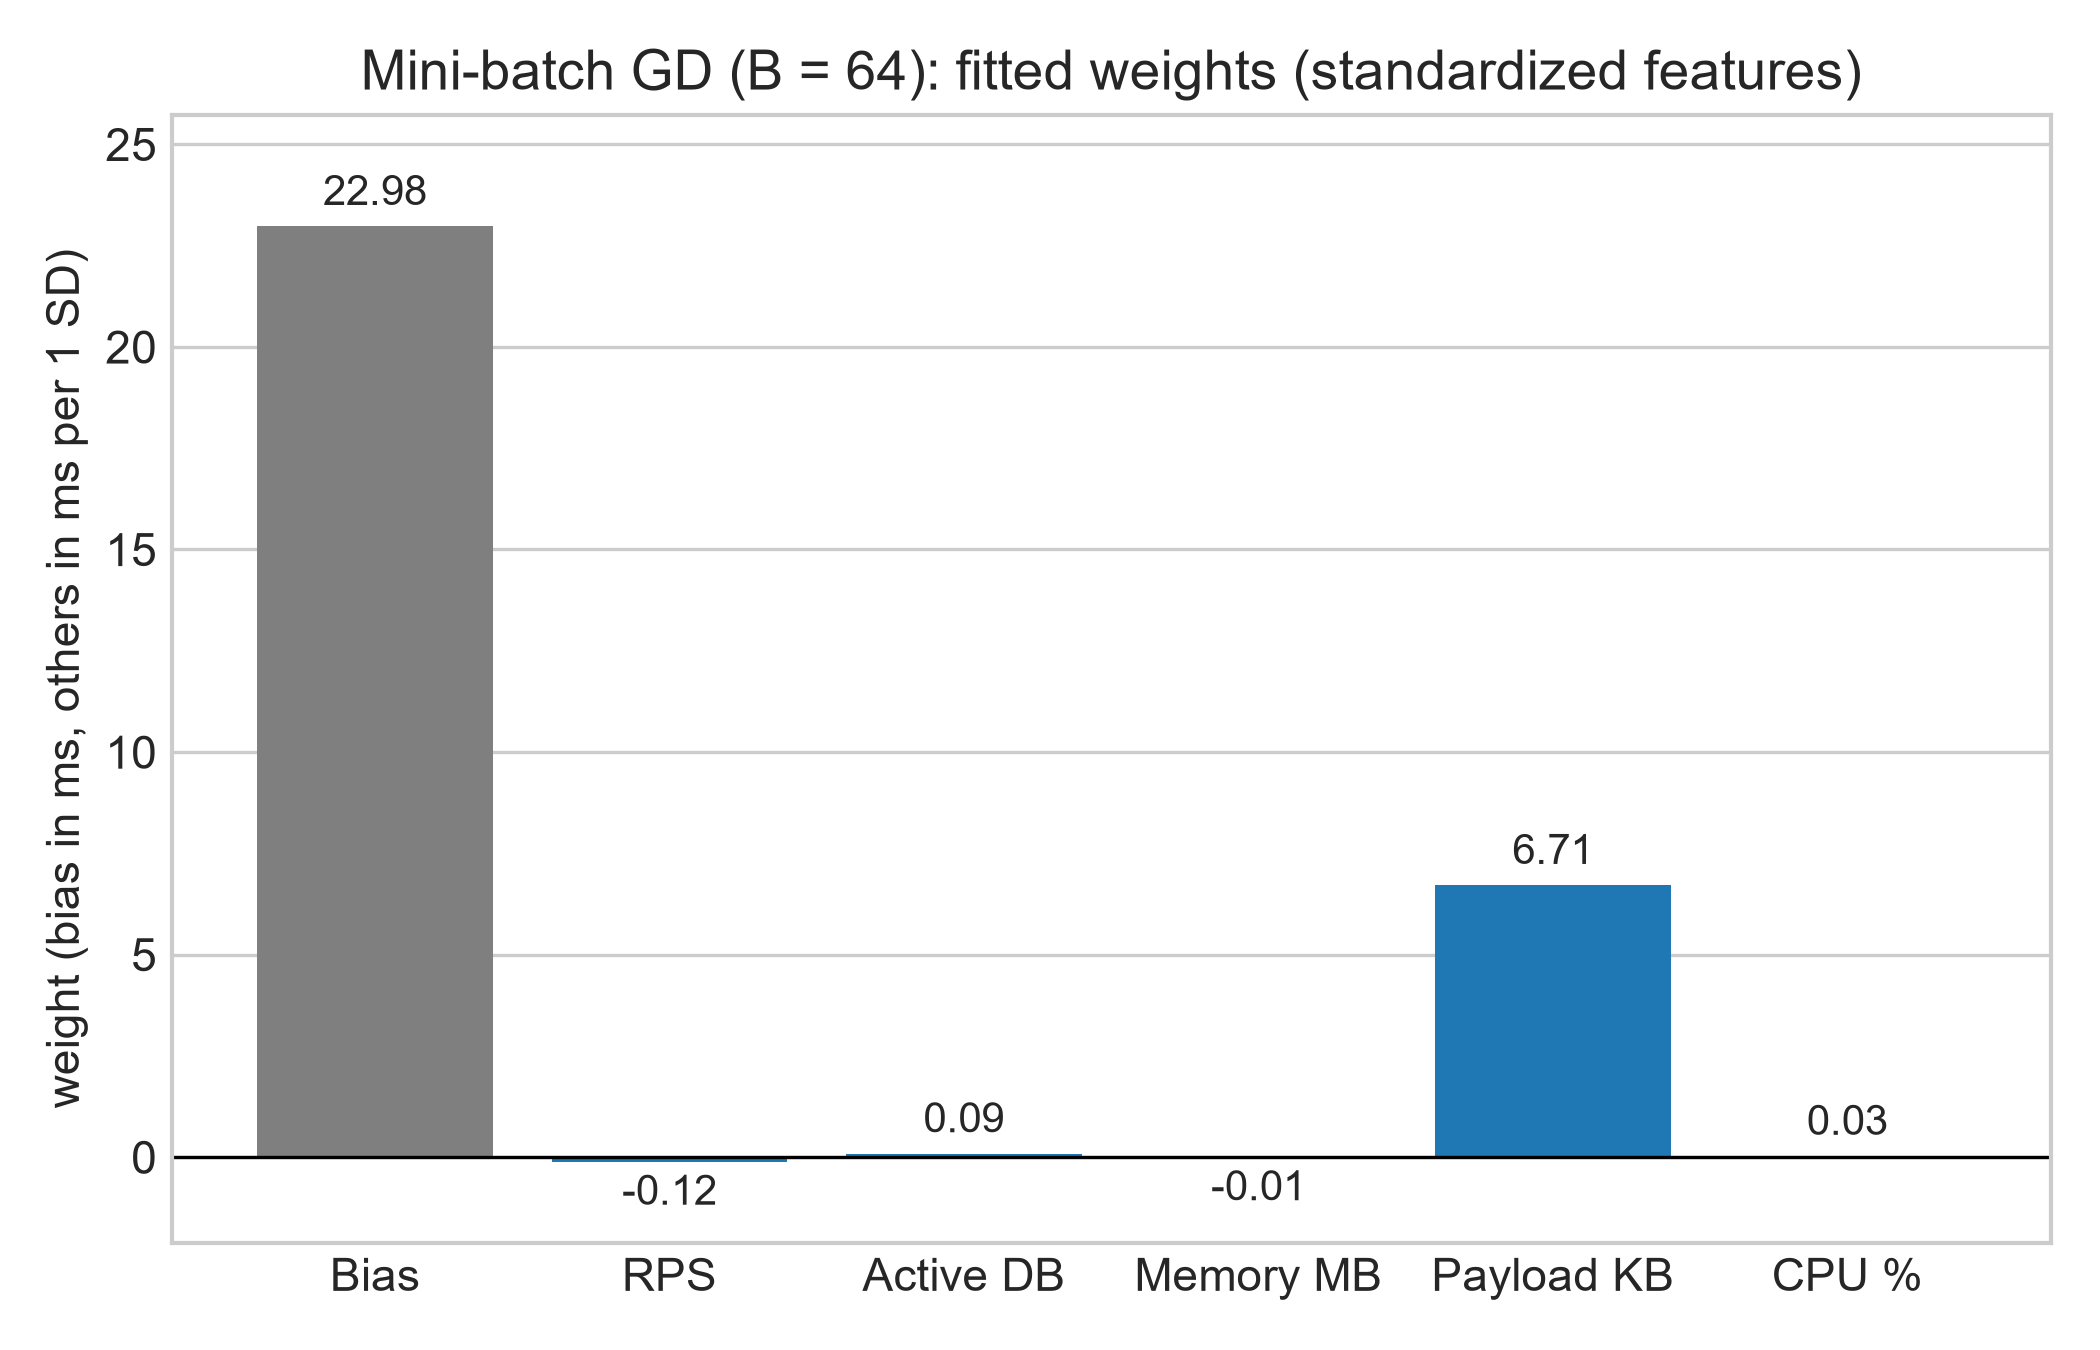 Mini-batch GD (B = 64): fitted weights (standardized features)
weight (bias in ms, others in ms per 1 SD)
25
20
15
10
5
0
22.98
-0.12
0.09
-0.01
6.71
0.03
Bias
RPS
Active DB
Memory MB
Payload KB
CPU %